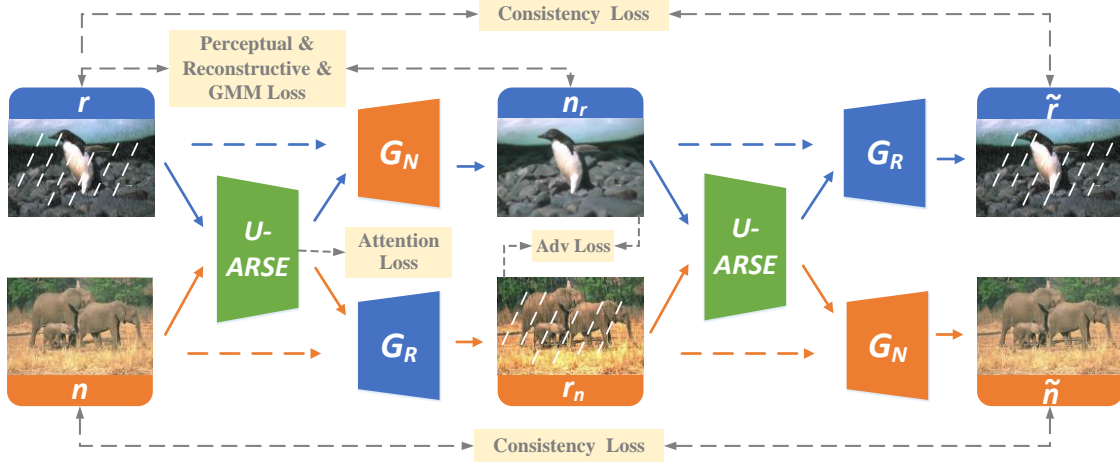 Consistency Loss
Perceptual &
Reconstructive &
GMM Loss
r
n_r
r̃
G_N
G_R
U-
ARSE
U-
ARSE
Attention
Loss
Adv Loss
G_R
G_N
n
r_n
ñ
Consistency Loss